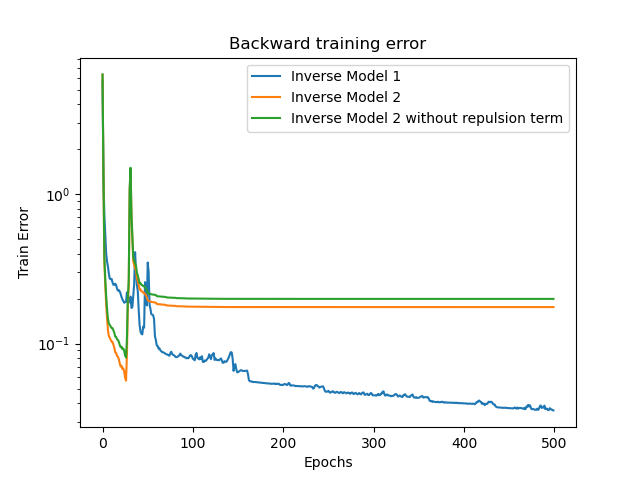 Backward training error
Inverse Model 1
Inverse Model 2
Inverse Model 2 without repulsion term
Train Error
10⁰
10⁻¹
0 100 200 300 400 500
Epochs